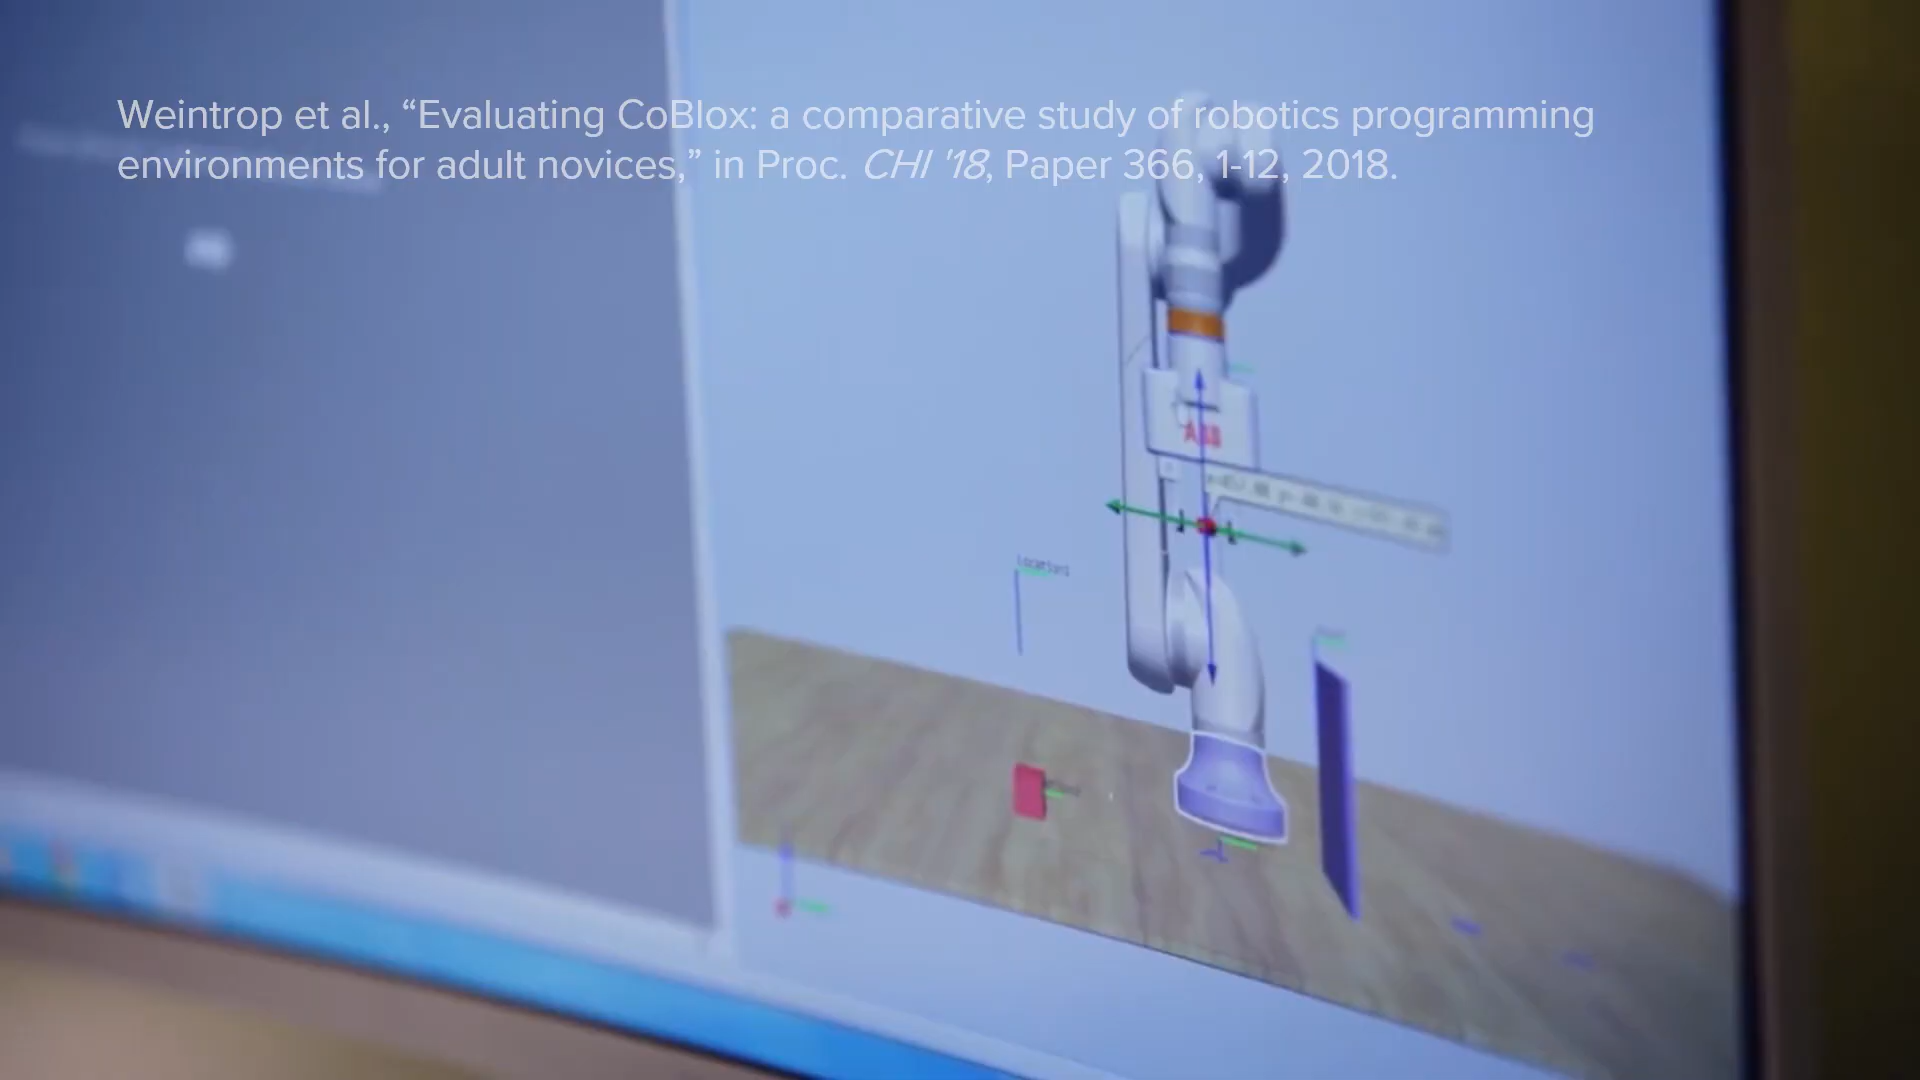 Weintrop et al., “Evaluating CoBlox: a comparative study of robotics programming
environments for adult novices,” in Proc. CHI '18, Paper 366, 1-12, 2018.
ABB